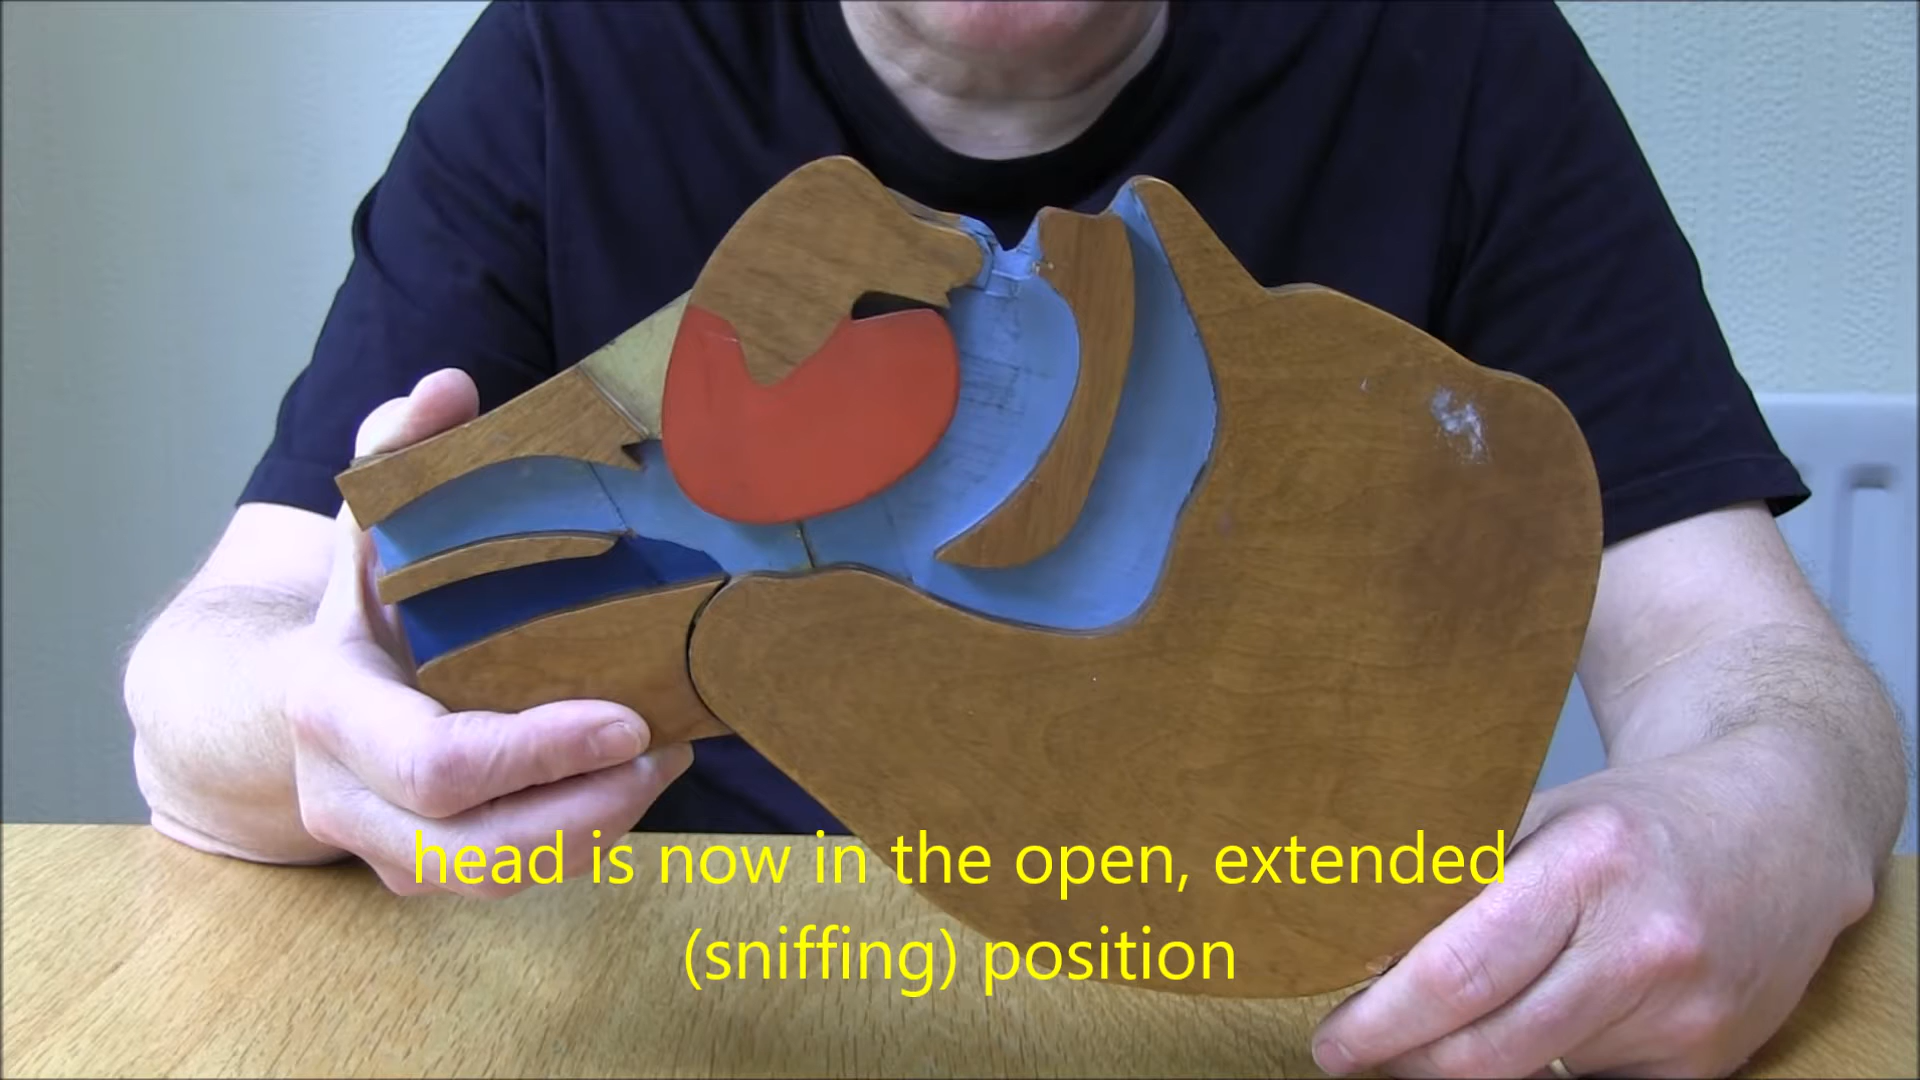 head is now in the open, extended
(sniffing) position